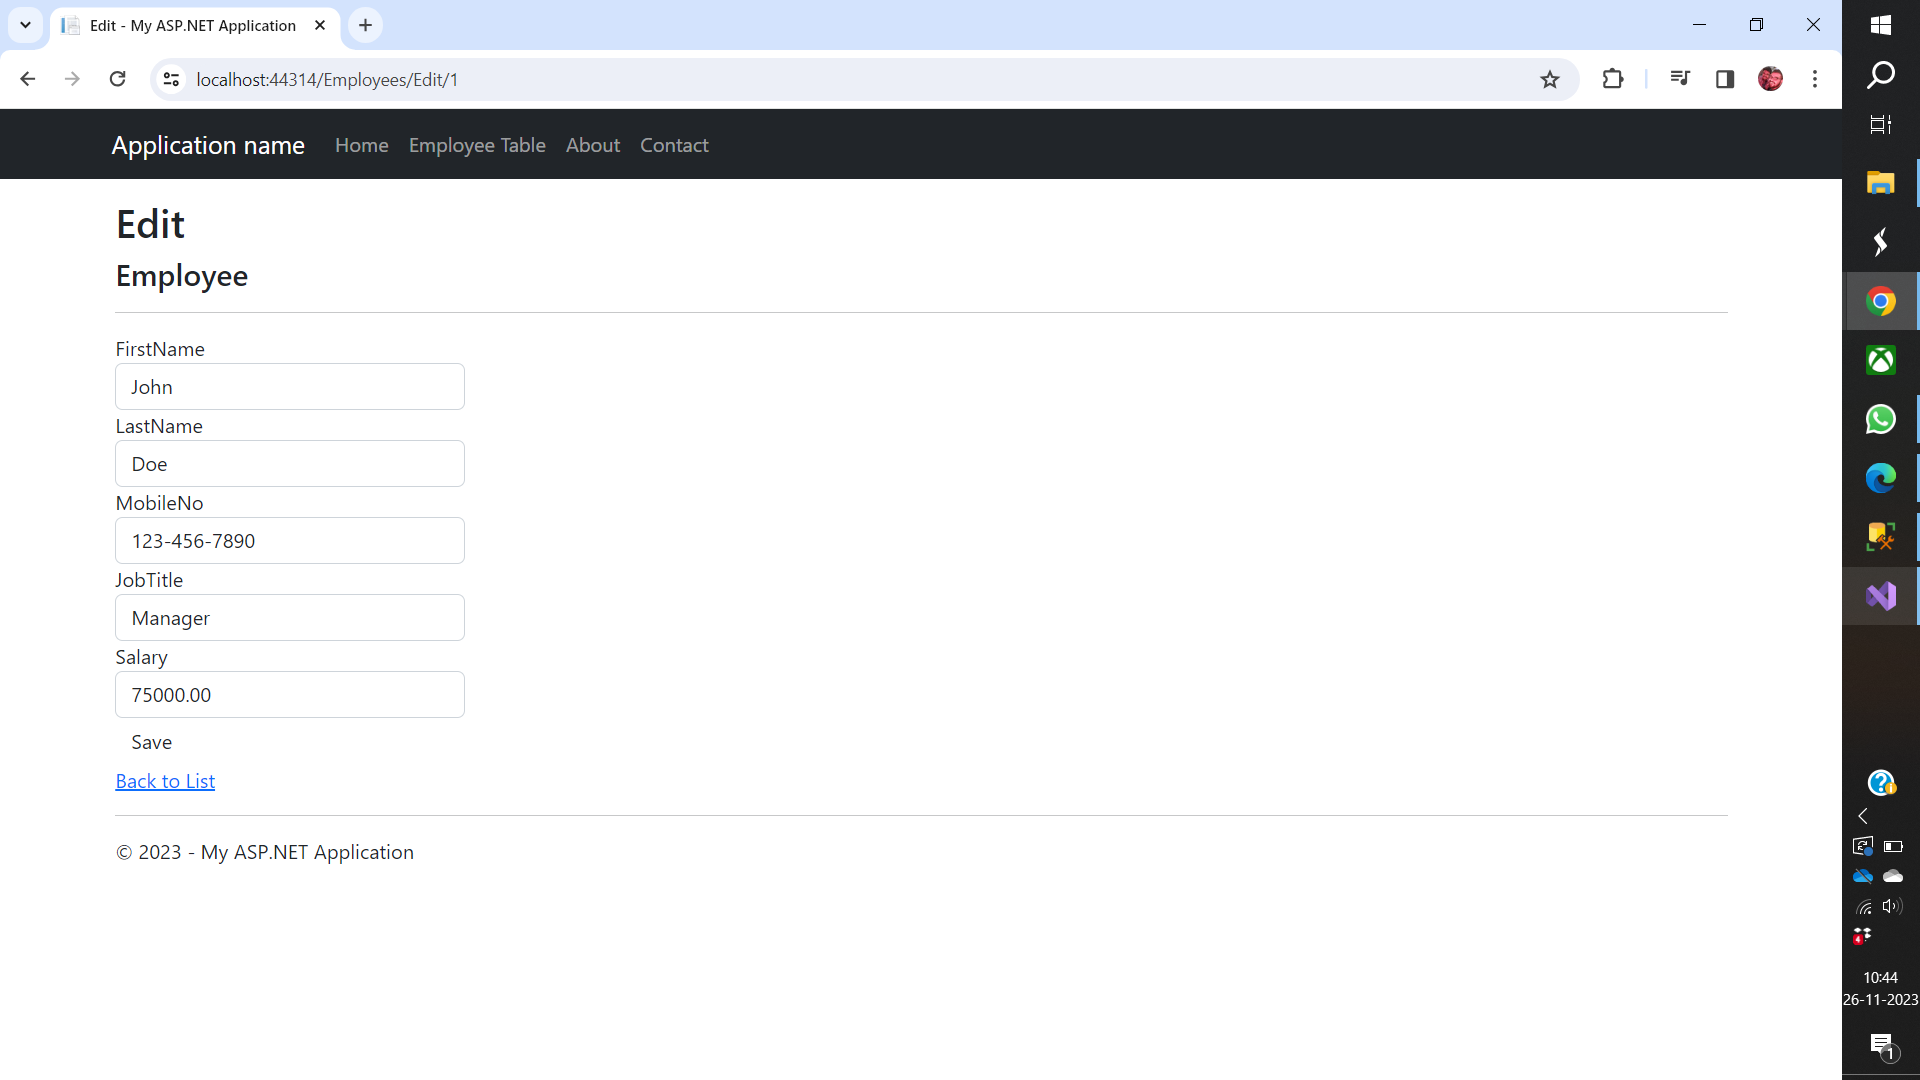 Edit - My ASP.NET Application
localhost:44314/Employees/Edit/1
Application name Home Employee Table About Contact
Edit
Employee
FirstName
John
LastName
Doe
MobileNo
123-456-7890
JobTitle
Manager
Salary
75000.00
Save
Back to List
© 2023 - My ASP.NET Application
4
10:44
26-11-2023
1